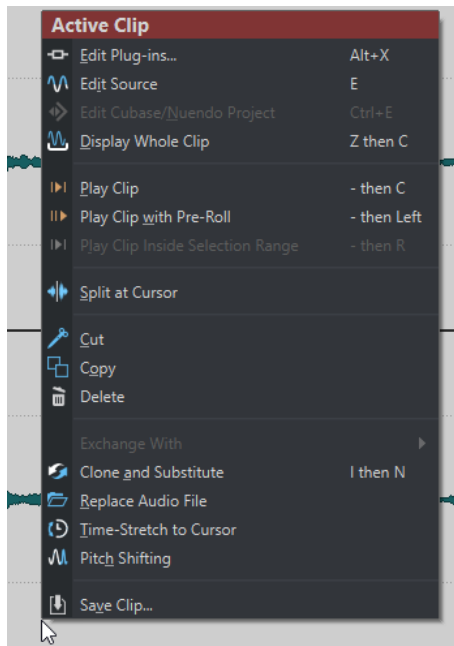 Active Clip
Edit Plug-ins... Alt+X
Edit Source E
Edit Cubase/Nuendo Project Ctrl+E
Display Whole Clip Z then C
Play Clip - then C
Play Clip with Pre-Roll - then Left
Play Clip Inside Selection Range - then R
Split at Cursor
Cut
Copy
Delete
Exchange With
Clone and Substitute I then N
Replace Audio File
Time-Stretch to Cursor
Pitch Shifting
Save Clip...